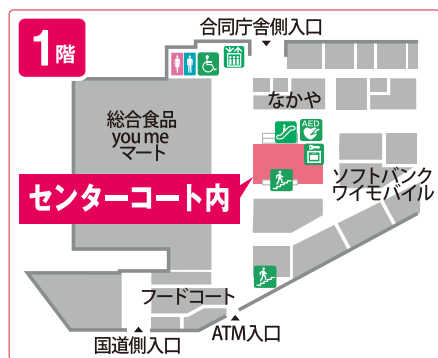 1階
合同庁舎側入口
なかや
AED
総合食品
you me
マート
センターコート内
ソフトバンク
ワイモバイル
フードコート
ATM入口
国道側入口